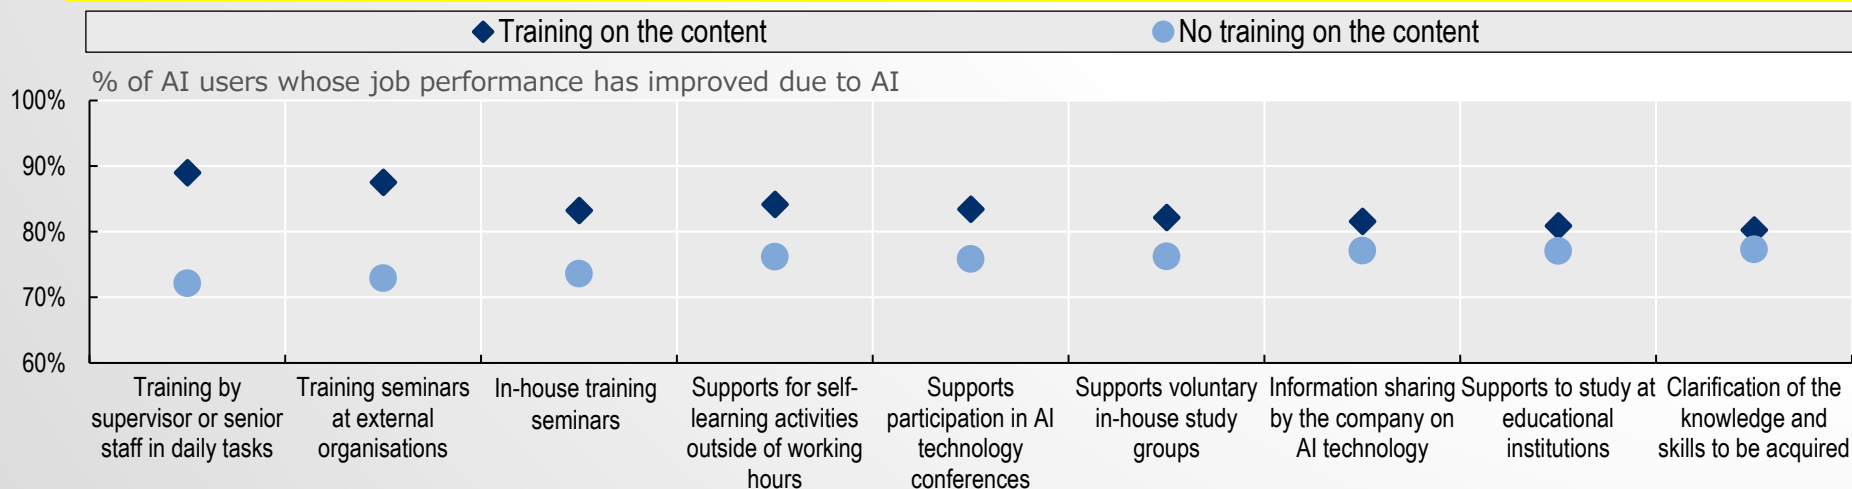 Training on the content
No training on the content
% of AI users whose job performance has improved due to AI
100%
90%
80%
70%
60%
Training by
supervisor or senior
staff in daily tasks
Training seminars
at external
organisations
In-house training
seminars
Supports for self-
learning activities
outside of working
hours
Supports
participation in AI
technology
conferences
Supports voluntary
in-house study
groups
Information sharing
by the company on
AI technology
Supports to study at
educational
institutions
Clarification of the
knowledge and
skills to be acquired